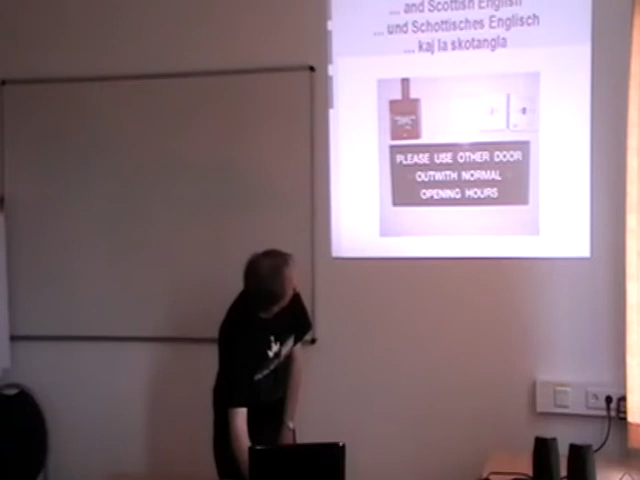 ... and Scottish English
... und Schottisches Englisch
... kaj la skotangla
PLEASE USE OTHER DOOR
OUTWITH NORMAL
OPENING HOURS